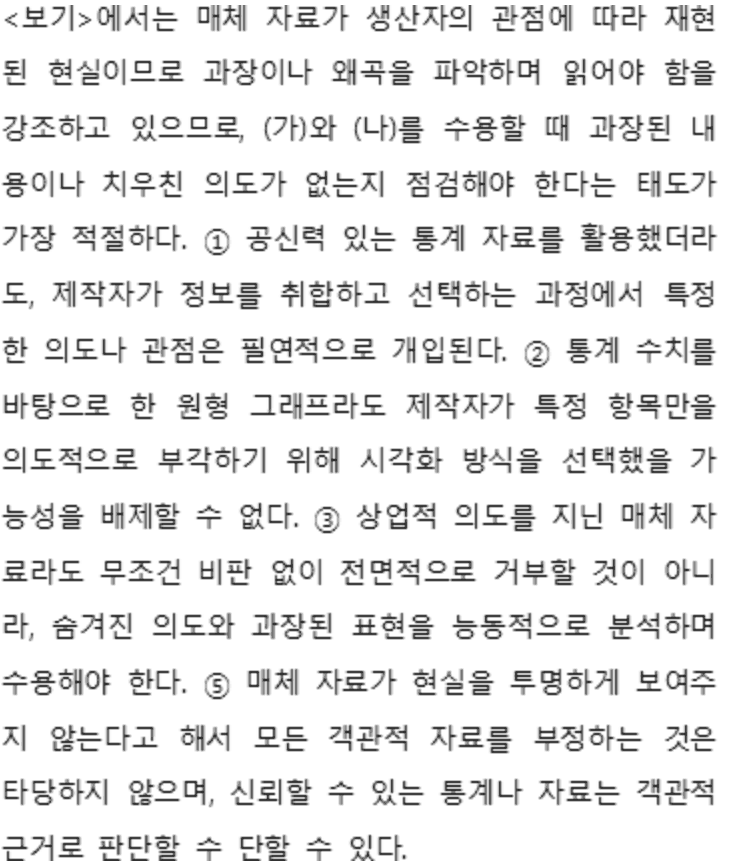 <보기>에서는 매체 자료가 생산자의 관점에 따라 재현
된 현실이므로 과장이나 왜곡을 파악하며 읽어야 함을
강조하고 있으므로, (가)와 (나)를 수용할 때 과장된 내
용이나 치우친 의도가 없는지 점검해야 한다는 태도가
가장 적절하다. ① 공신력 있는 통계 자료를 활용했더라
도, 제작자가 정보를 취합하고 선택하는 과정에서 특정
한 의도나 관점은 필연적으로 개입된다. ② 통계 수치를
바탕으로 한 원형 그래프라도 제작자가 특정 항목만을
의도적으로 부각하기 위해 시각화 방식을 선택했을 가
능성을 배제할 수 없다. ③ 상업적 의도를 지닌 매체 자
료라도 무조건 비판 없이 전면적으로 거부할 것이 아니
라, 숨겨진 의도와 과장된 표현을 능동적으로 분석하며
수용해야 한다. ⑤ 매체 자료가 현실을 투명하게 보여주
지 않는다고 해서 모든 객관적 자료를 부정하는 것은
타당하지 않으며, 신뢰할 수 있는 통계나 자료는 객관적
근거로 판단할 수 단할 수 있다.